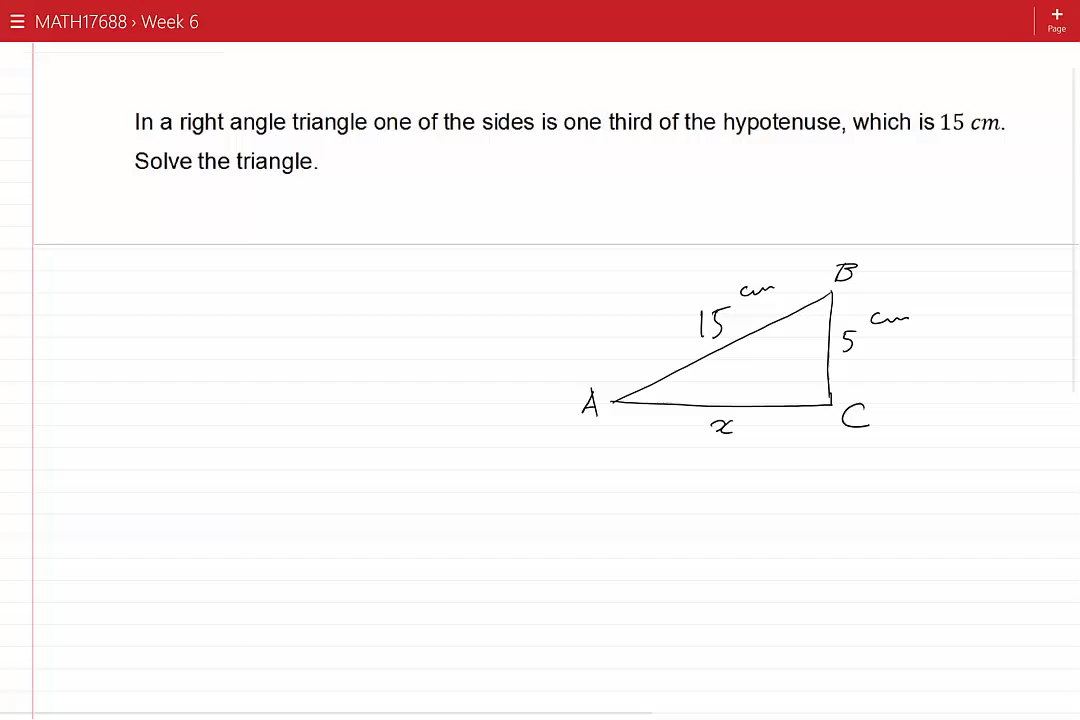 MATH17688 › Week 6
+
Page
In a right angle triangle one of the sides is one third of the hypotenuse, which is 15 cm.
Solve the triangle.
B
cm
15
cm
5
A
x
C